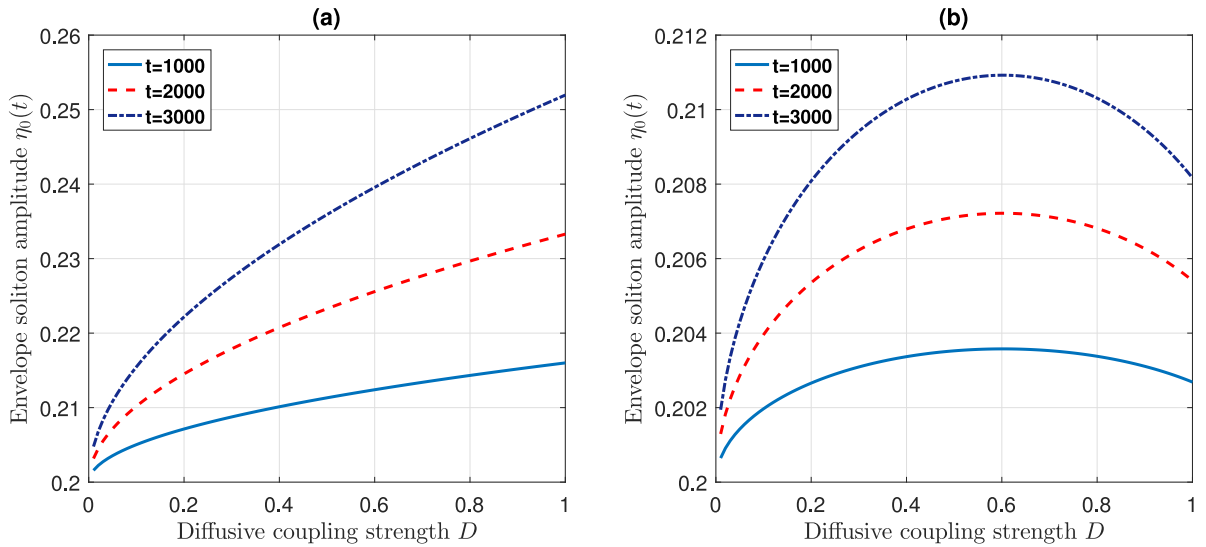 (a)
0.26
0.25
0.24
0.23
0.22
0.21
0.2
Envelope soliton amplitude η₀(t)
t=1000
t=2000
t=3000
0 0.2 0.4 0.6 0.8 1
Diffusive coupling strength D
(b)
0.212
0.21
0.208
0.206
0.204
0.202
0.2
Envelope soliton amplitude η₀(t)
t=1000
t=2000
t=3000
0 0.2 0.4 0.6 0.8 1
Diffusive coupling strength D